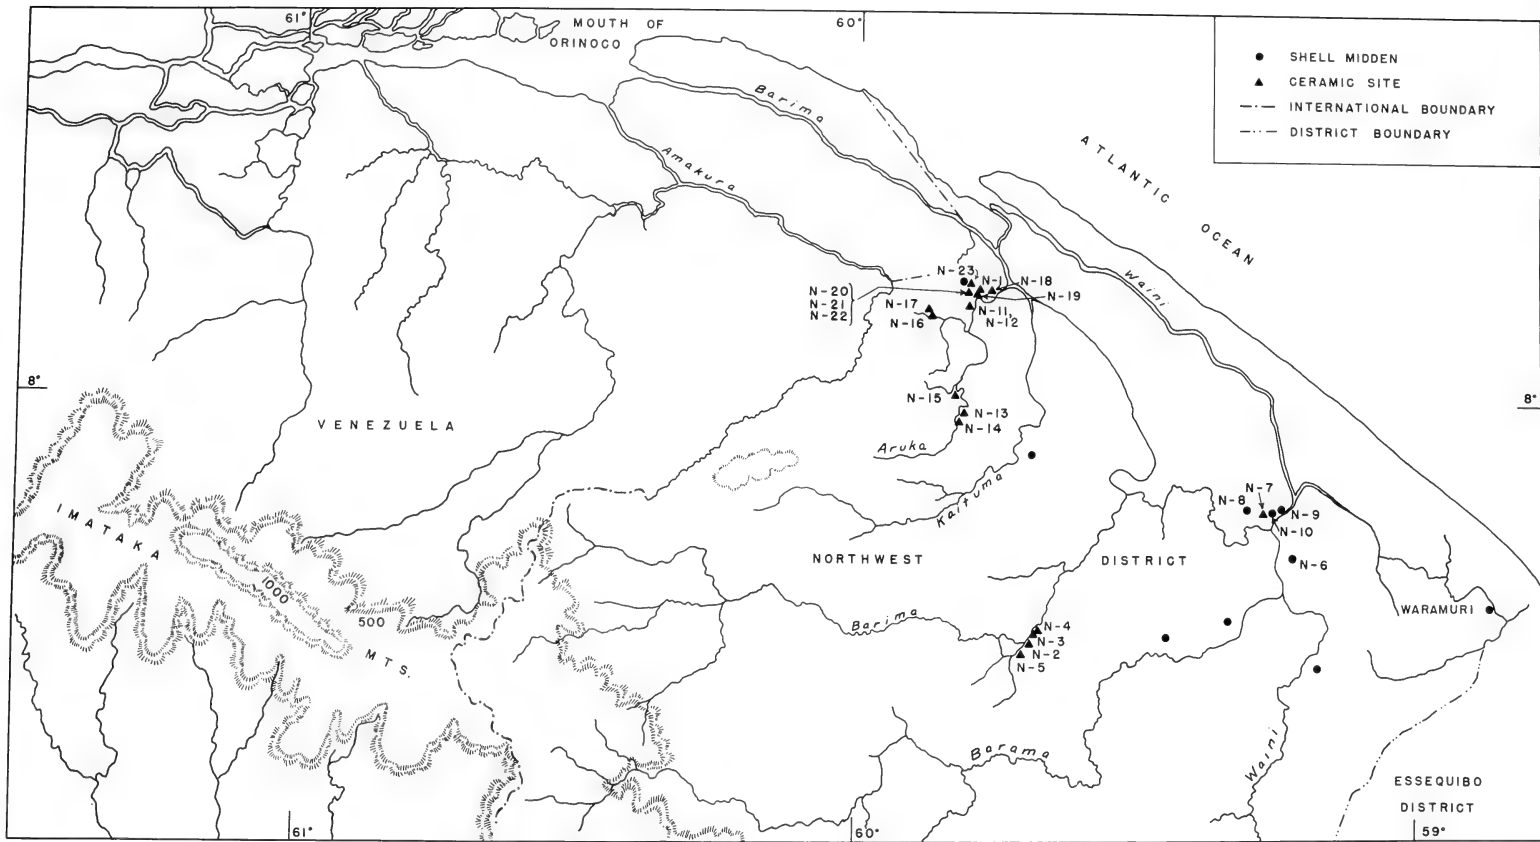 61°
MOUTH OF
ORINOCO
60°
SHELL MIDDEN
CERAMIC SITE
INTERNATIONAL BOUNDARY
DISTRICT BOUNDARY
Barima
Amakura
ATLANTIC
OCEAN
Waini
N-23
N-1
N-18
N-20
N-21
N-22
N-19
N-17
N-11,
N-12
N-16
8°
8°
N-15
N-13
N-14
VENEZUELA
Aruka
Kaituma
N-7
N-8
N-9
N-10
IMATAKA
MTS.
1000
500
NORTHWEST
DISTRICT
N-6
WARAMURI
Barima
N-4
N-3
N-2
N-5
Barama
Waini
ESSEQUIBO
DISTRICT
61°
60°
59°